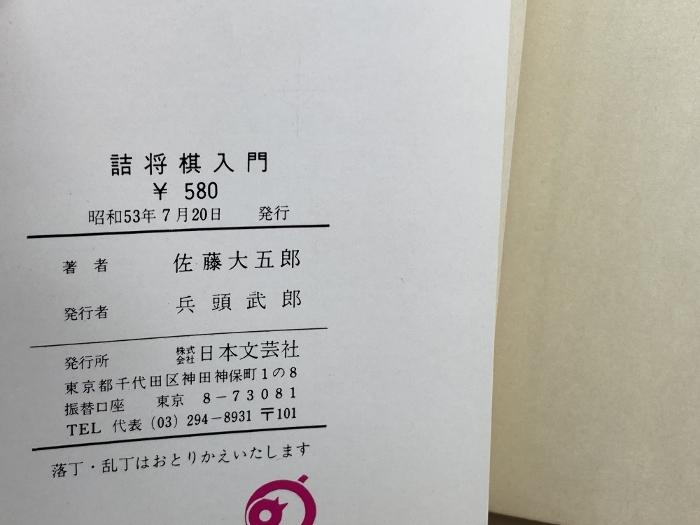 詰将棋入門
¥ 580
昭和53年7月20日 発行
著者 佐藤大五郎
発行者 兵頭武郎
発行所 株式会社日本文芸社
東京都千代田区神田神保町1の8
振替口座 東京 8-73081
TEL 代表(03)294-8931 〒101
落丁・乱丁はおとりかえいたします